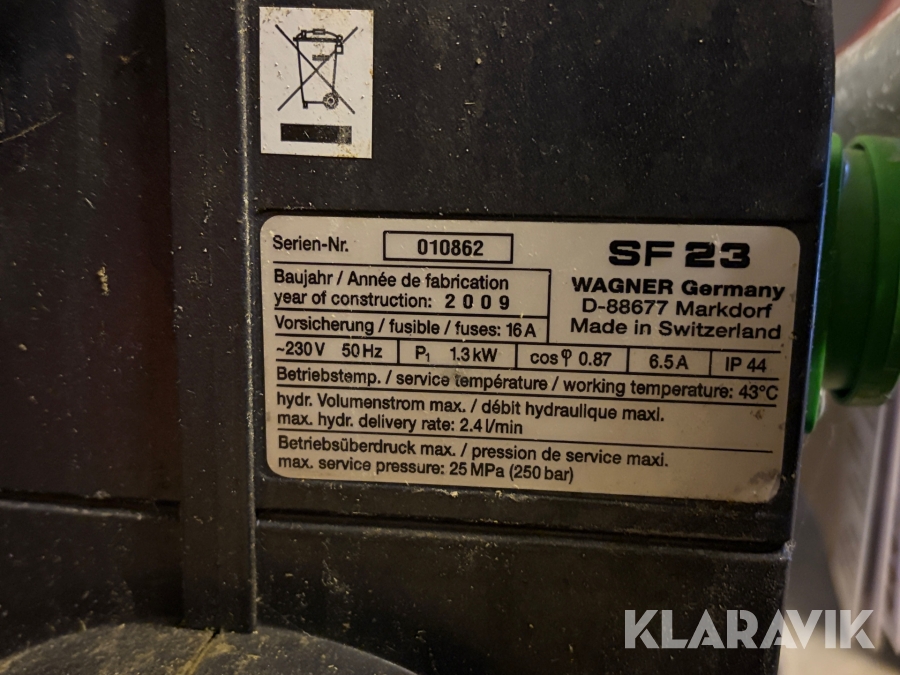 Serien-Nr. 010862
SF 23
WAGNER Germany
D-88677 Markdorf
Made in Switzerland
Baujahr / Année de fabrication
year of construction: 2009
Vorsicherung / fusible / fuses: 16 A
~230 V 50 Hz P₁ 1.3 kW cos φ 0.87 6.5 A IP 44
Betriebstemp. / service température / working temperature: 43°C
hydr. Volumenstrom max. / débit hydraulique maxi.
max. hydr. delivery rate: 2.4 l/min
Betriebsüberdruck max. / pression de service maxi.
max. service pressure: 25 MPa (250 bar)
KLARAVIK